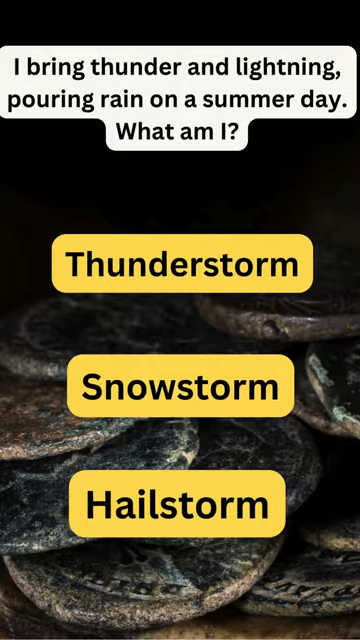 I bring thunder and lightning,
pouring rain on a summer day.
What am I?
Thunderstorm
Snowstorm
Hailstorm